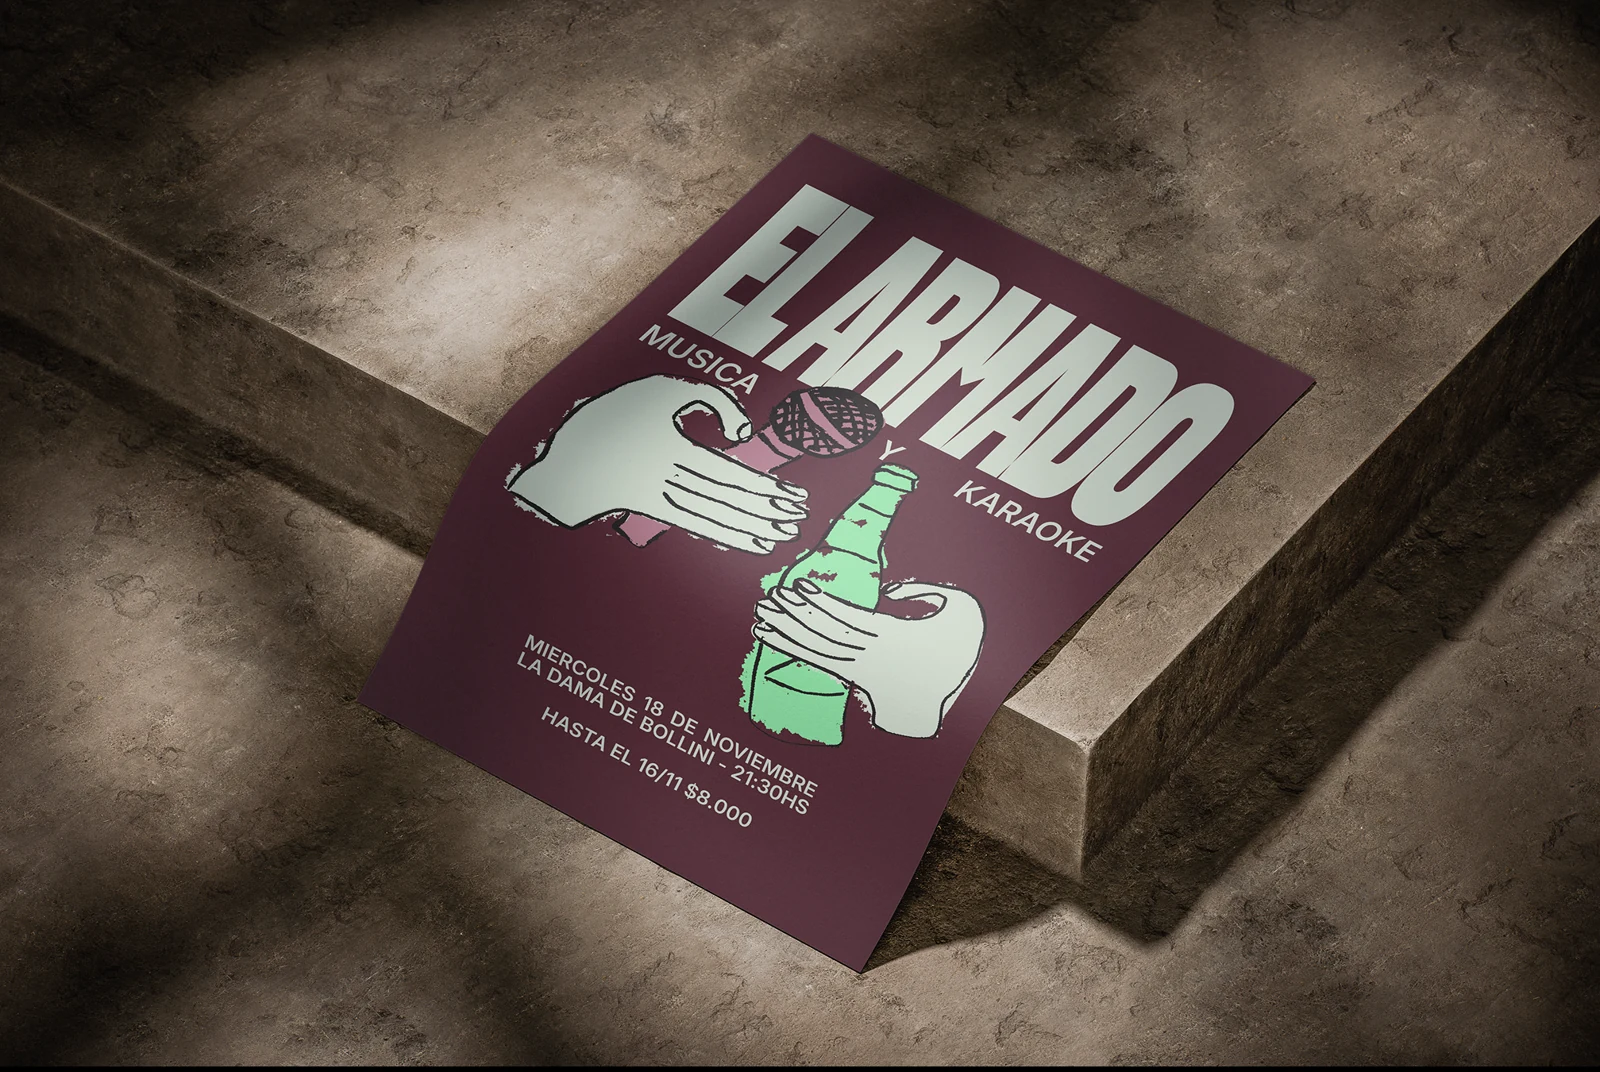 EL ARMADO
MUSICA
Y
KARAOKE
MIERCOLES 18 DE NOVIEMBRE
LA DAMA DE BOLLINI - 21:30HS
HASTA EL 16/11 $8.000